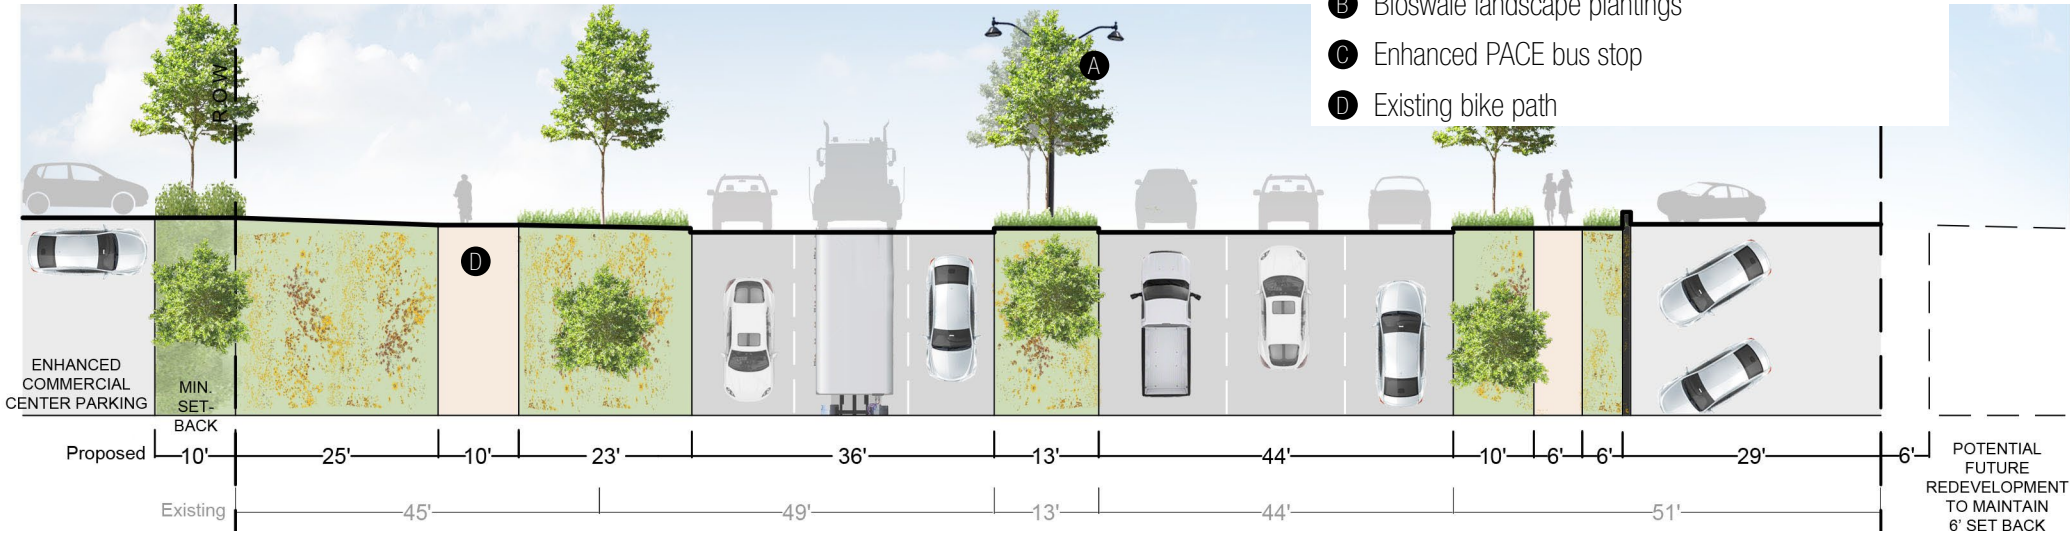 B Bioswale landscape plantings
C Enhanced PACE bus stop
D Existing bike path
R.O.W.
A
D
ENHANCED
COMMERCIAL
CENTER PARKING
MIN.
SET-
BACK
Proposed 10' 25' 10' 23' 36' 13' 44' 10' 6' 6' 29' 6'
Existing 45' 49' 13' 44' 51'
POTENTIAL
FUTURE
REDEVELOPMENT
TO MAINTAIN
6' SET BACK